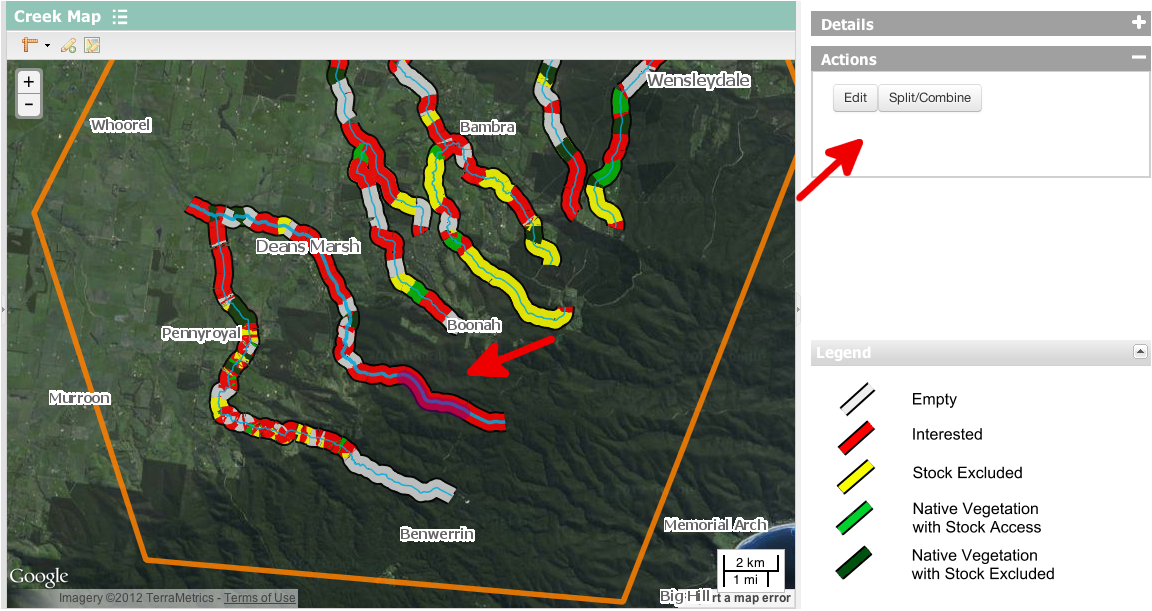 Creek Map
Details
Actions
Edit
Split/Combine
+
-
Wensleydale
Whoorel
Bambra
Deans Marsh
Boonah
Pennyroyal
Murroon
Benwerrin
Memorial Arch
Big Hill
2 km
1 mi
Google
Imagery ©2012 TerraMetrics - Terms of Use
rt a map error
Legend
Empty
Interested
Stock Excluded
Native Vegetation
with Stock Access
Native Vegetation
with Stock Excluded